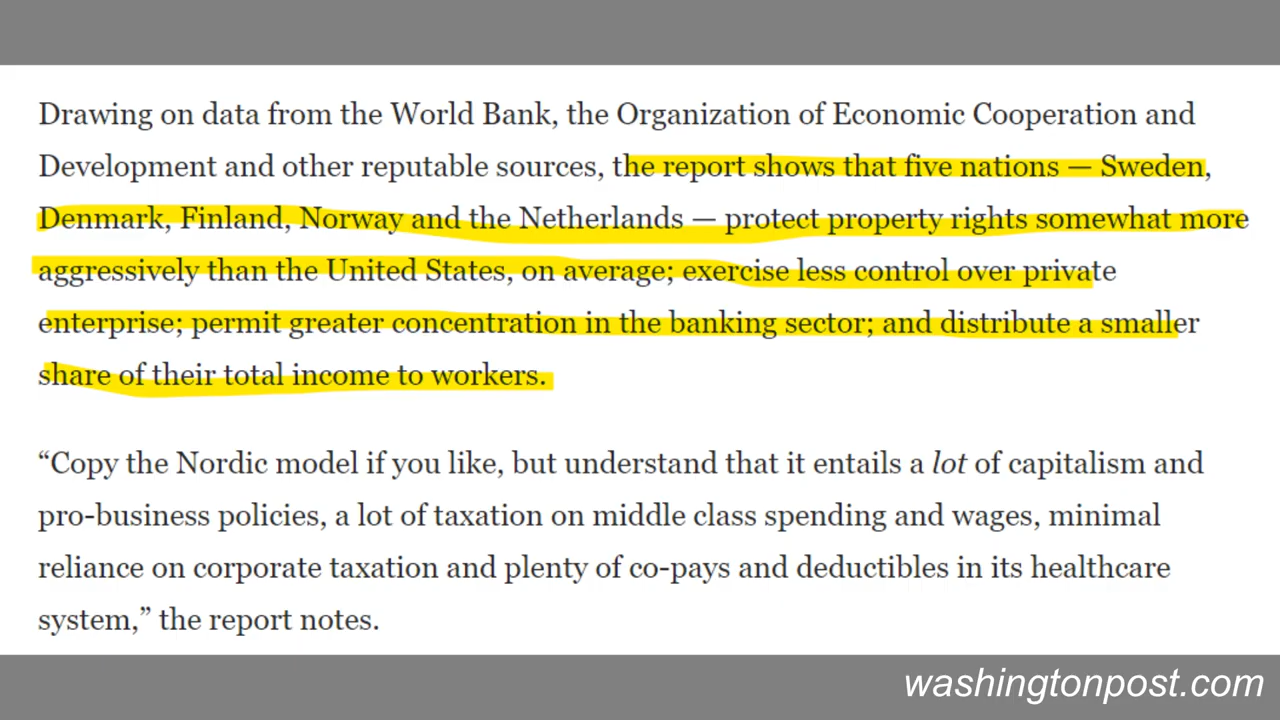 Drawing on data from the World Bank, the Organization of Economic Cooperation and
Development and other reputable sources, the report shows that five nations — Sweden,
Denmark, Finland, Norway and the Netherlands — protect property rights somewhat more
aggressively than the United States, on average; exercise less control over private
enterprise; permit greater concentration in the banking sector; and distribute a smaller
share of their total income to workers.
“Copy the Nordic model if you like, but understand that it entails a lot of capitalism and
pro-business policies, a lot of taxation on middle class spending and wages, minimal
reliance on corporate taxation and plenty of co-pays and deductibles in its healthcare
system,” the report notes.
washingtonpost.com